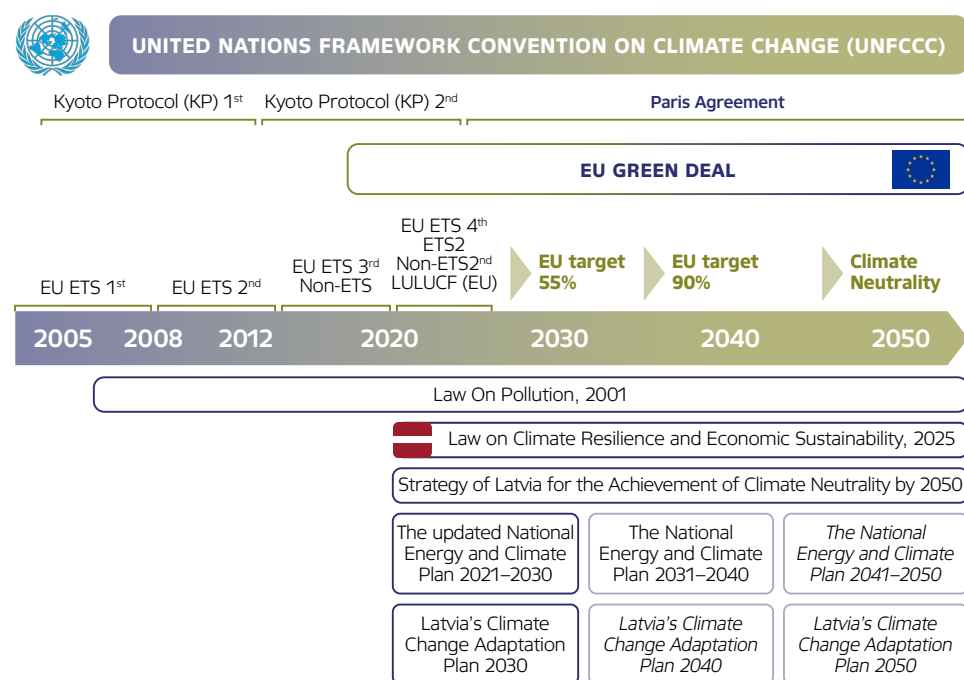 UNITED NATIONS FRAMEWORK CONVENTION ON CLIMATE CHANGE (UNFCCC)
Kyoto Protocol (KP) 1st
Kyoto Protocol (KP) 2nd
Paris Agreement
EU GREEN DEAL
EU ETS 1st
EU ETS 2nd
EU ETS 3rd
Non-ETS
EU ETS 4th
ETS2
Non-ETS2nd
LULUCF (EU)
EU target
55%
EU target
90%
Climate
Neutrality
2005
2008
2012
2020
2030
2040
2050
Law On Pollution, 2001
Law on Climate Resilience and Economic Sustainability, 2025
Strategy of Latvia for the Achievement of Climate Neutrality by 2050
The updated National
Energy and Climate
Plan 2021–2030
The National
Energy and Climate
Plan 2031–2040
The National
Energy and Climate
Plan 2041–2050
Latvia's Climate
Change Adaptation
Plan 2030
Latvia's Climate
Change Adaptation
Plan 2040
Latvia's Climate
Change Adaptation
Plan 2050